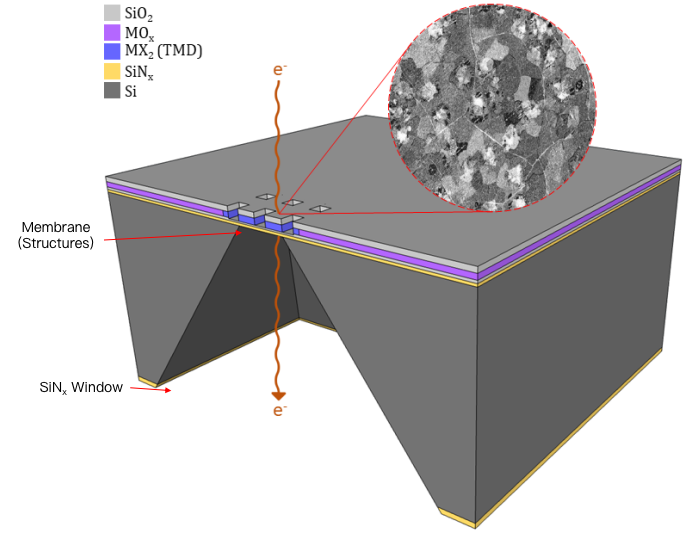 SiO₂
MOₓ
MX₂ (TMD)
SiNₓ
Si
e⁻
Membrane
(Structures)
SiNₓ Window
e⁻